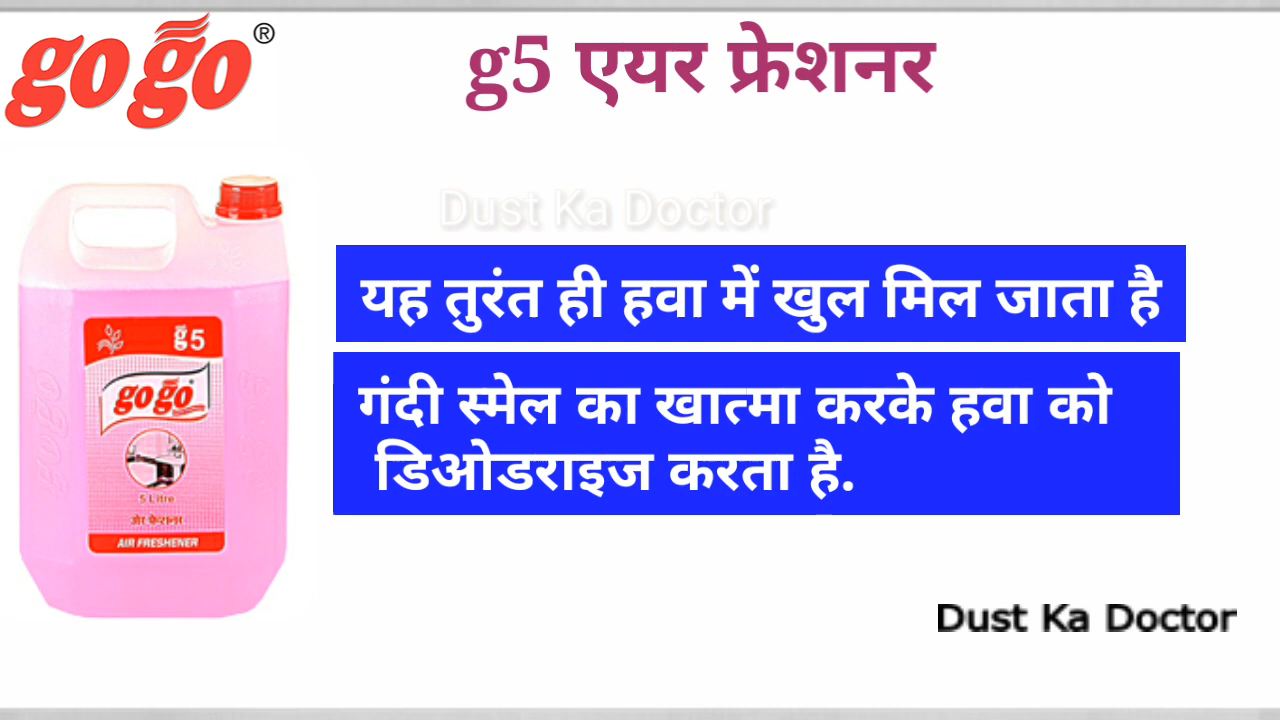 gogo®
g5 एयर फ्रेशनर
Dust Ka Doctor
यह तुरंत ही हवा में खुल मिल जाता है
गंदी स्मेल का खात्मा करके हवा को
डिओडराइज करता है.
g5
gogo
5 Litre
AIR FRESHENER
Dust Ka Doctor